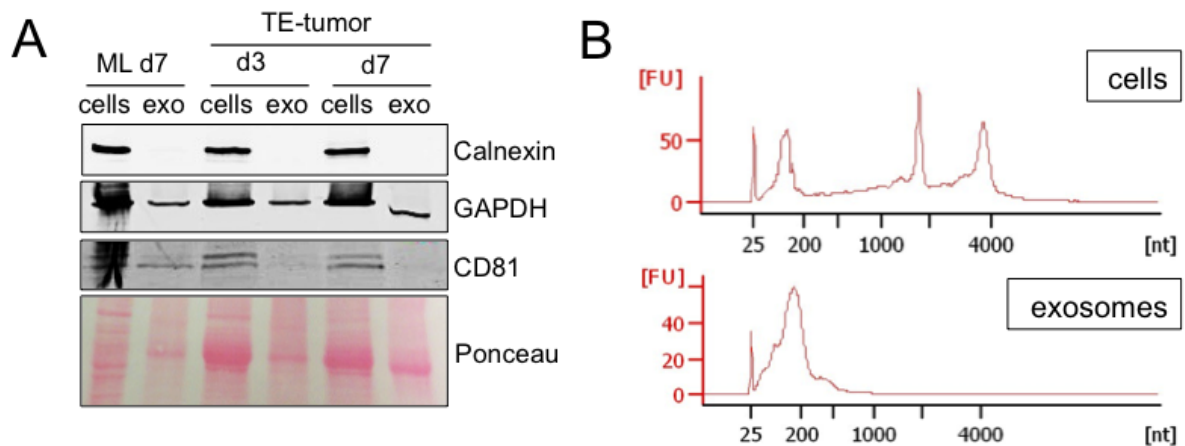 A
TE-tumor
ML d7 d3 d7
cells exo cells exo cells exo
Calnexin
GAPDH
CD81
Ponceau
B
[FU]
cells
50
0
25 200 1000 4000 [nt]
[FU]
exosomes
40
20
0
25 200 1000 4000 [nt]